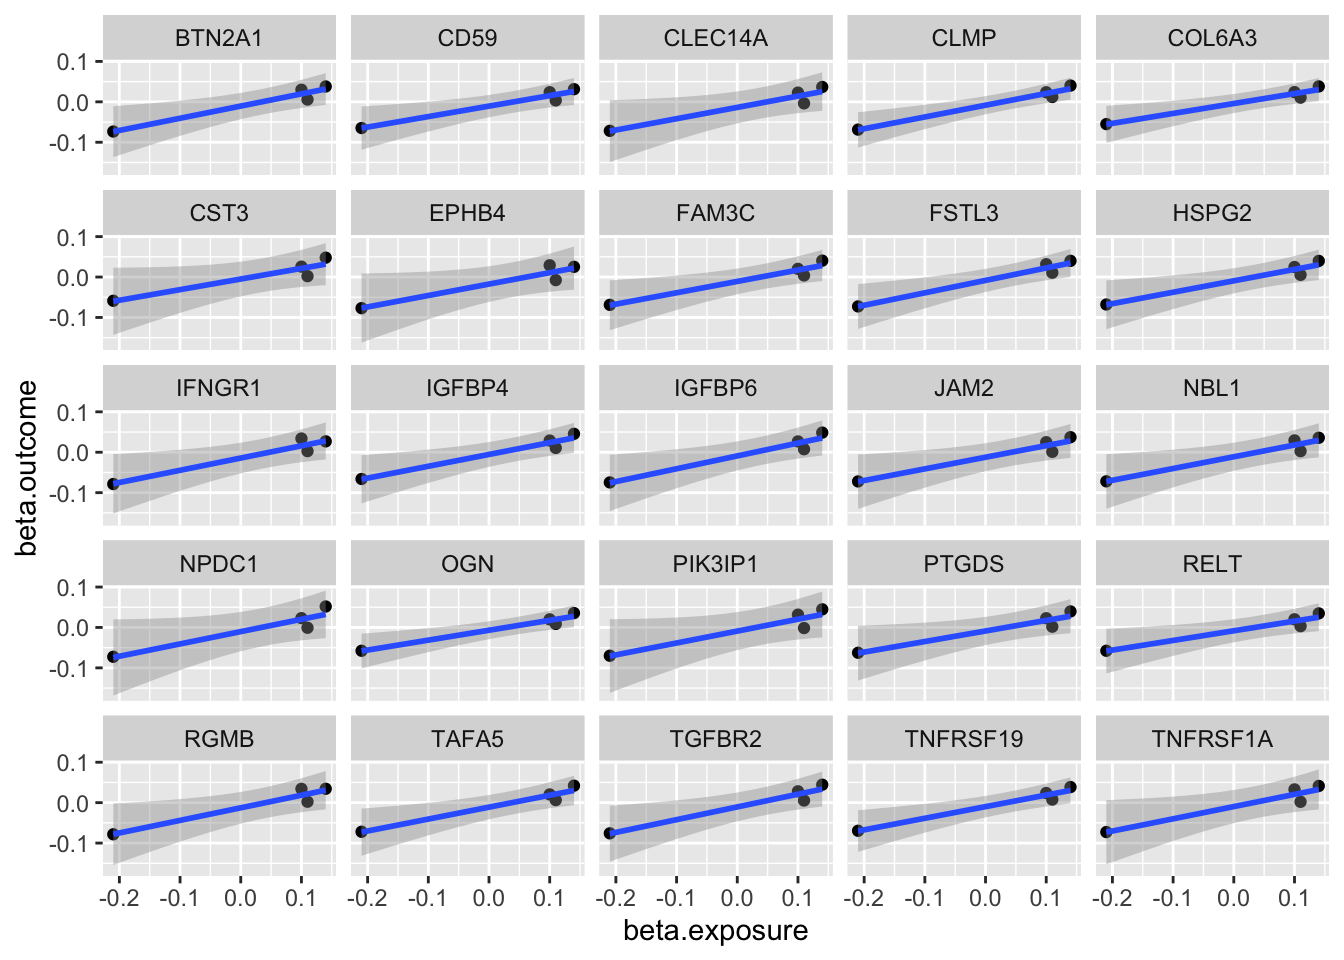 BTN2A1 CD59 CLEC14A CLMP COL6A3
0.1
0.0
-0.1
CST3 EPHB4 FAM3C FSTL3 HSPG2
0.1
0.0
-0.1
IFNGR1 IGFBP4 IGFBP6 JAM2 NBL1
0.1
0.0
-0.1
beta.outcome
NPDC1 OGN PIK3IP1 PTGDS RELT
0.1
0.0
-0.1
RGMB TAFA5 TGFBR2 TNFRSF19 TNFRSF1A
0.1
0.0
-0.1
-0.2 -0.1 0.0 0.1 -0.2 -0.1 0.0 0.1 -0.2 -0.1 0.0 0.1 -0.2 -0.1 0.0 0.1 -0.2 -0.1 0.0 0.1
beta.exposure